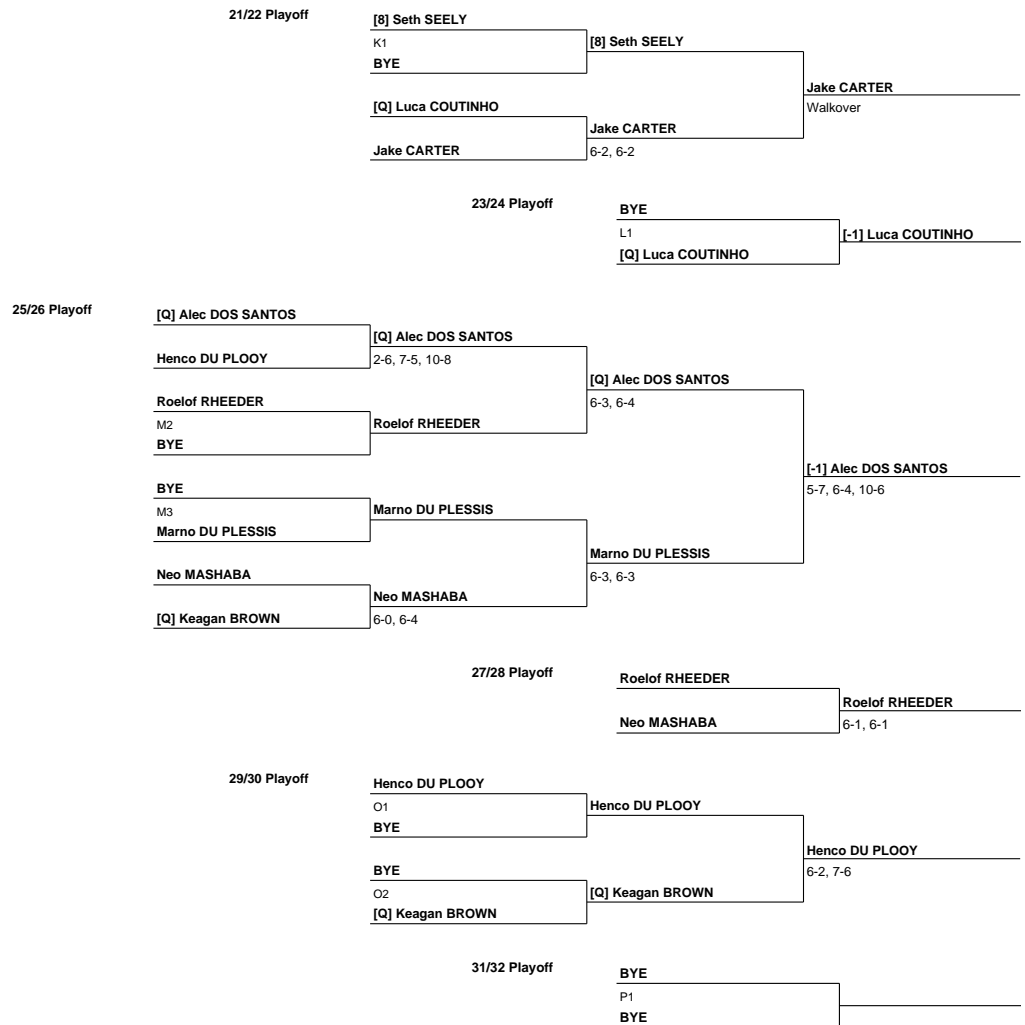 21/22 Playoff
[8] Seth SEELY
K1
BYE
[8] Seth SEELY
[Q] Luca COUTINHO
Jake CARTER
Jake CARTER
6-2, 6-2
Jake CARTER
Walkover
23/24 Playoff
BYE
L1
[Q] Luca COUTINHO
[-1] Luca COUTINHO
25/26 Playoff
[Q] Alec DOS SANTOS
Henco DU PLOOY
[Q] Alec DOS SANTOS
2-6, 7-5, 10-8
Roelof RHEEDER
M2
BYE
Roelof RHEEDER
[Q] Alec DOS SANTOS
6-3, 6-4
BYE
M3
Marno DU PLESSIS
Marno DU PLESSIS
Neo MASHABA
[Q] Keagan BROWN
Neo MASHABA
6-0, 6-4
Marno DU PLESSIS
6-3, 6-3
[-1] Alec DOS SANTOS
5-7, 6-4, 10-6
27/28 Playoff
Roelof RHEEDER
Neo MASHABA
Roelof RHEEDER
6-1, 6-1
29/30 Playoff
Henco DU PLOOY
O1
BYE
Henco DU PLOOY
BYE
O2
[Q] Keagan BROWN
[Q] Keagan BROWN
Henco DU PLOOY
6-2, 7-6
31/32 Playoff
BYE
P1
BYE